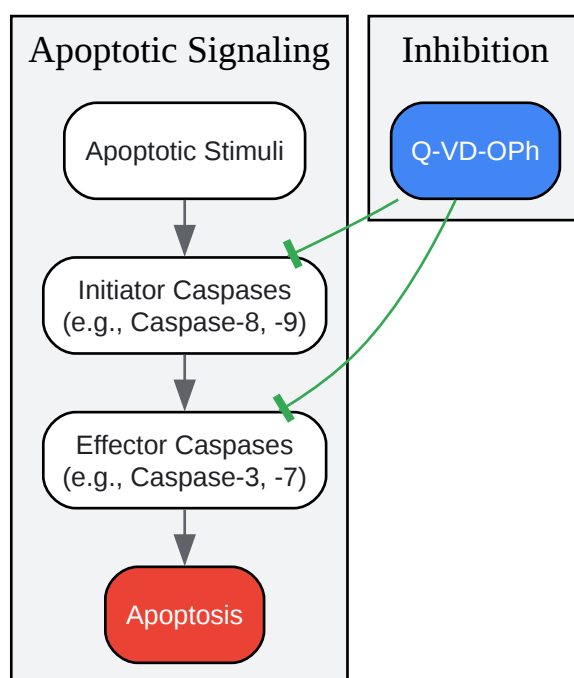 Apoptotic Signaling
Inhibition
Apoptotic Stimuli
Q-VD-OPh
Initiator Caspases
(e.g., Caspase-8, -9)
Effector Caspases
(e.g., Caspase-3, -7)
Apoptosis